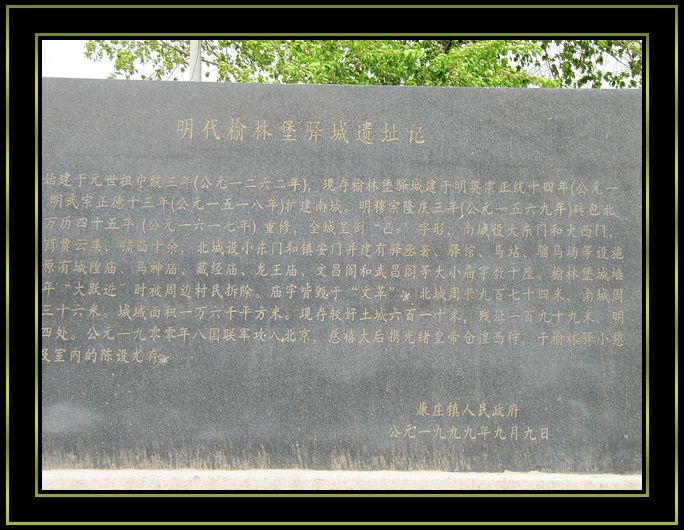 明代榆林堡驿城遗址记
始建于元世祖中统三年(公元一二六二年)，现存榆林堡驿城建于明英宗正统十四年(公元一
明武宗正德十三年(公元一五一八年)扩建南城。明穆宗隆庆三年(公元一五六九年)砖包北
万历四十五年(公元一六一七年)重修，全城呈倒“ ”字形，南城设大东门和大西门，
商贾云集，铺面十余；北城设小东门和镇安门并建有驿丞署、驿馆、马站、 场等设施
原有城隍庙、马神庙、藏经庙、龙王庙、文昌阁和武昌阁等大小庙宇数十座。榆林堡城墙
年“大跃进”时被周边村民拆除。庙宇皆毁于“文革”。北城周长九百七十四米，南城周
三十六米。城域面积一万六千平方米。现存较好土城六百一十米，残址一百九十九米、明
四处。公元一九零零年八国联军攻入北京，慈禧太后携光绪皇帝仓惶西狩，于榆林驿小憩
及室内的陈设尤存。
康庄镇人民政府
公元一九九九年九月九日